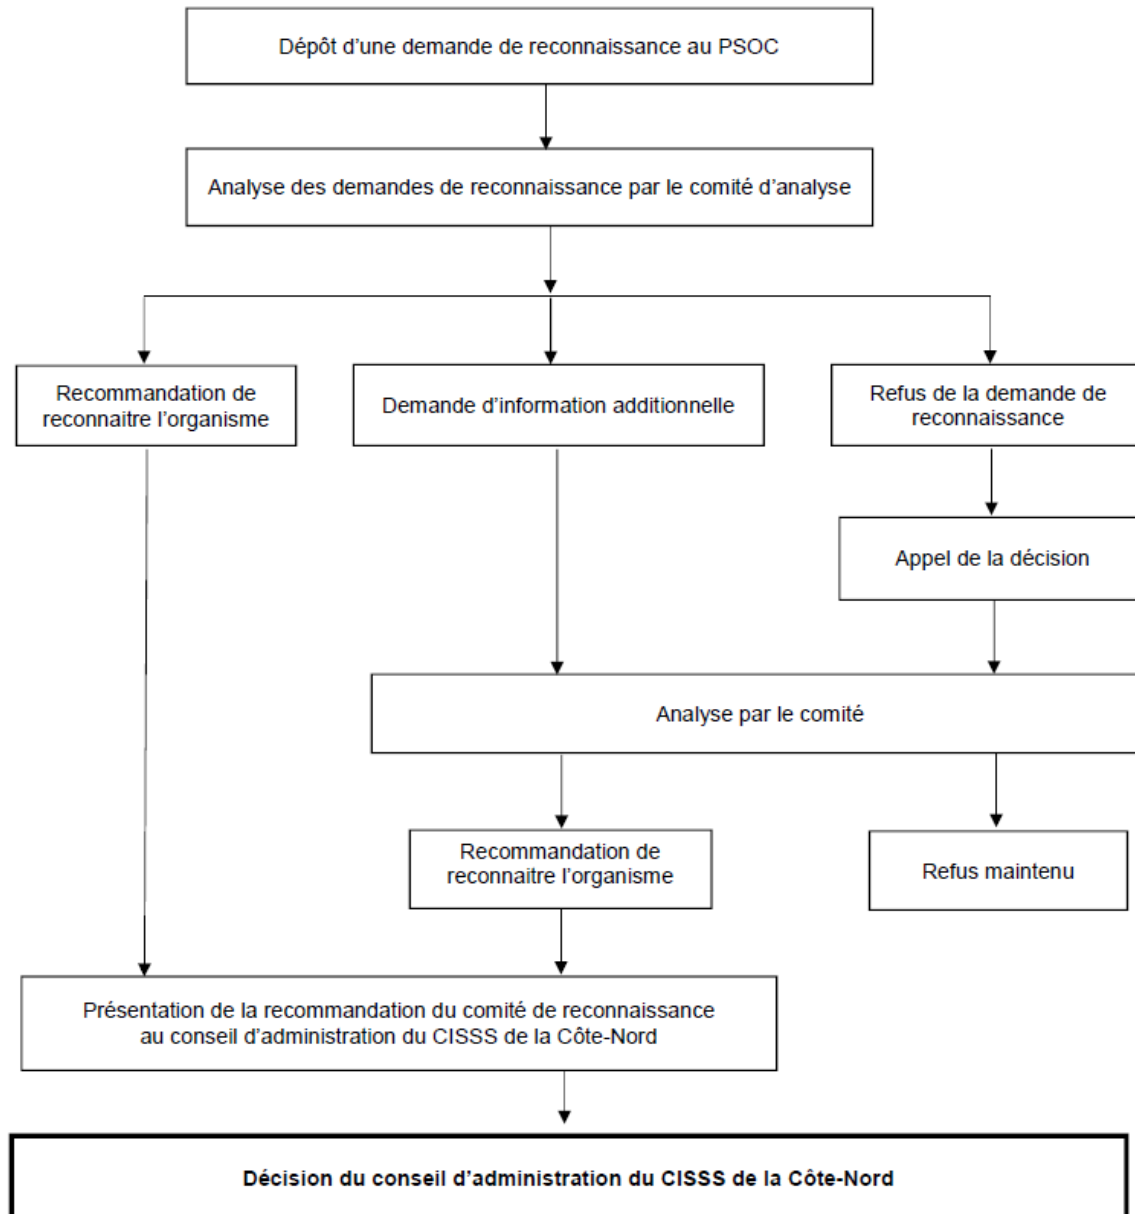 Dépôt d'une demande de reconnaissance au PSOC
Analyse des demandes de reconnaissance par le comité d'analyse
Recommandation de
reconnaitre l'organisme
Demande d'information additionnelle
Refus de la demande de
reconnaissance
Appel de la décision
Analyse par le comité
Recommandation de
reconnaitre l'organisme
Refus maintenu
Présentation de la recommandation du comité de reconnaissance
au conseil d'administration du CISSS de la Côte-Nord
Décision du conseil d'administration du CISSS de la Côte-Nord